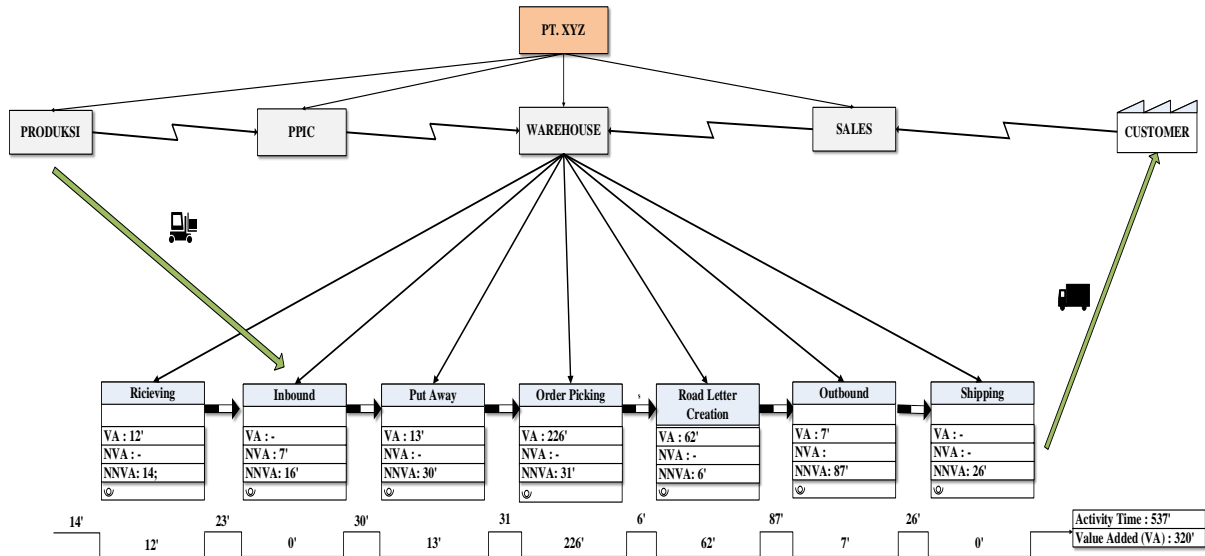 PT. XYZ
PRODUKSI
PPIC
WAREHOUSE
SALES
CUSTOMER
Ricieving
VA : 12'
NVA : -
NNVA: 14;
Inbound
VA : -
NVA : 7'
NNVA: 16'
Put Away
VA : 13'
NVA : -
NNVA: 30'
Order Picking
VA : 226'
NVA : -
NNVA: 31'
s
Road Letter
Creation
VA : 62'
NVA : -
NNVA: 6'
Outbound
VA : 7'
NVA :
NNVA: 87'
Shipping
VA : -
NVA : -
NNVA: 26'
14' 23' 30' 31 6' 87' 26'
12' 0' 13' 226' 62' 7' 0'
Activity Time : 537'
Value Added (VA) : 320'